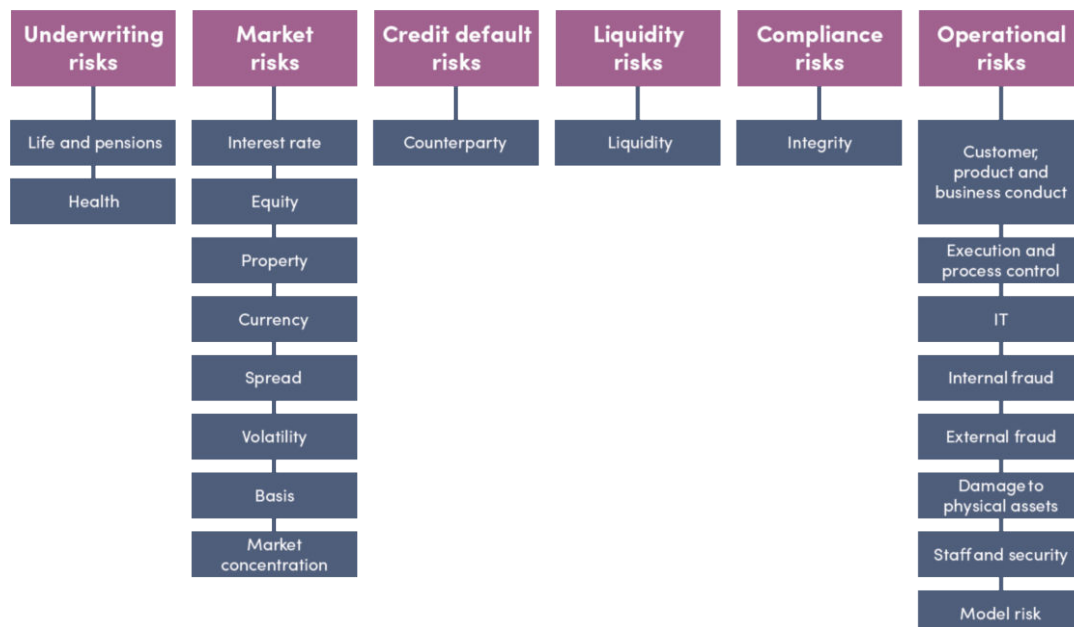 Underwriting
risks
Life and pensions
Health
Market
risks
Interest rate
Equity
Property
Currency
Spread
Volatility
Basis
Market
concentration
Credit default
risks
Counterparty
Liquidity
risks
Liquidity
Compliance
risks
Integrity
Operational
risks
Customer,
product and
business conduct
Execution and
process control
IT
Internal fraud
External fraud
Damage to
physical assets
Staff and security
Model risk